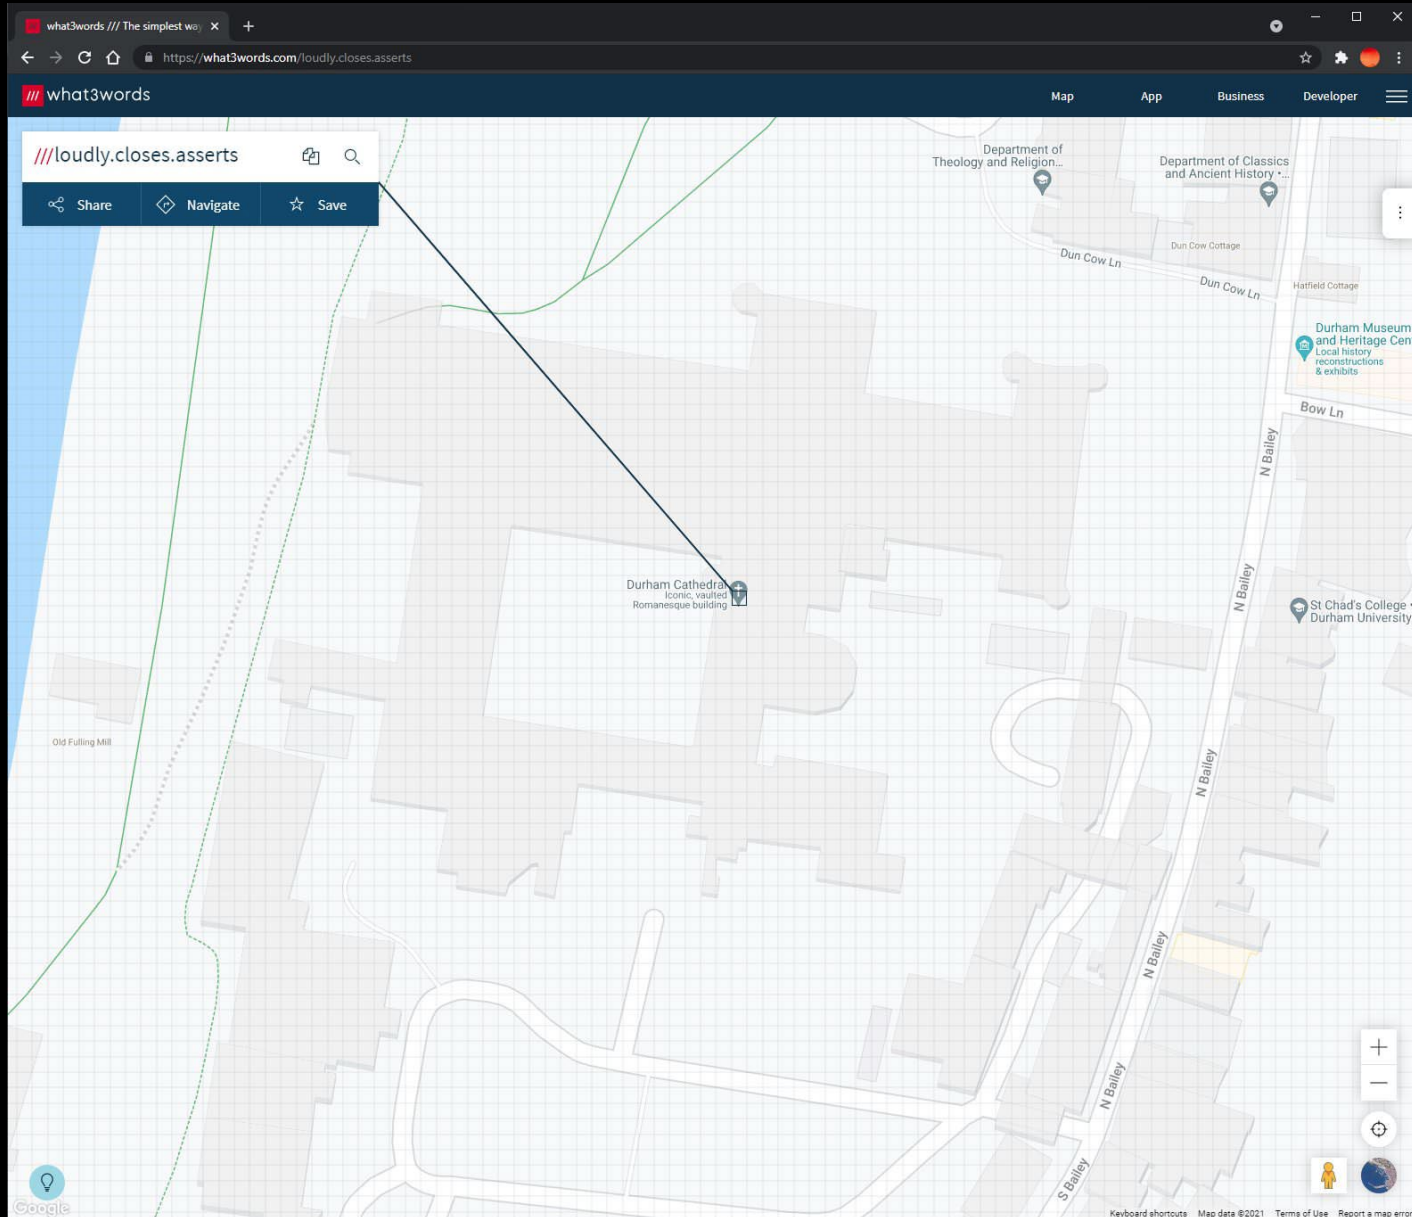 what3words /// The simplest way
https://what3words.com/loudly.closes.asserts
what3words
Map
App
Business
Developer
///loudly.closes.asserts
Share
Navigate
Save
Department of
Theology and Religion...
Department of Classics
and Ancient History •...
Dun Cow Cottage
Dun Cow Ln
Dun Cow Ln
Hatfield Cottage
Durham Museum
and Heritage Cen
Local history
reconstructions
& exhibits
Bow Ln
N Bailey
Durham Cathedral
Iconic, vaulted
Romanesque building
N Bailey
St Chad's College •
Durham University
Old Fulling Mill
N Bailey
N Bailey
N Bailey
S Bailey
Google
Keyboard shortcuts
Map data ©2021
Terms of Use
Report a map error